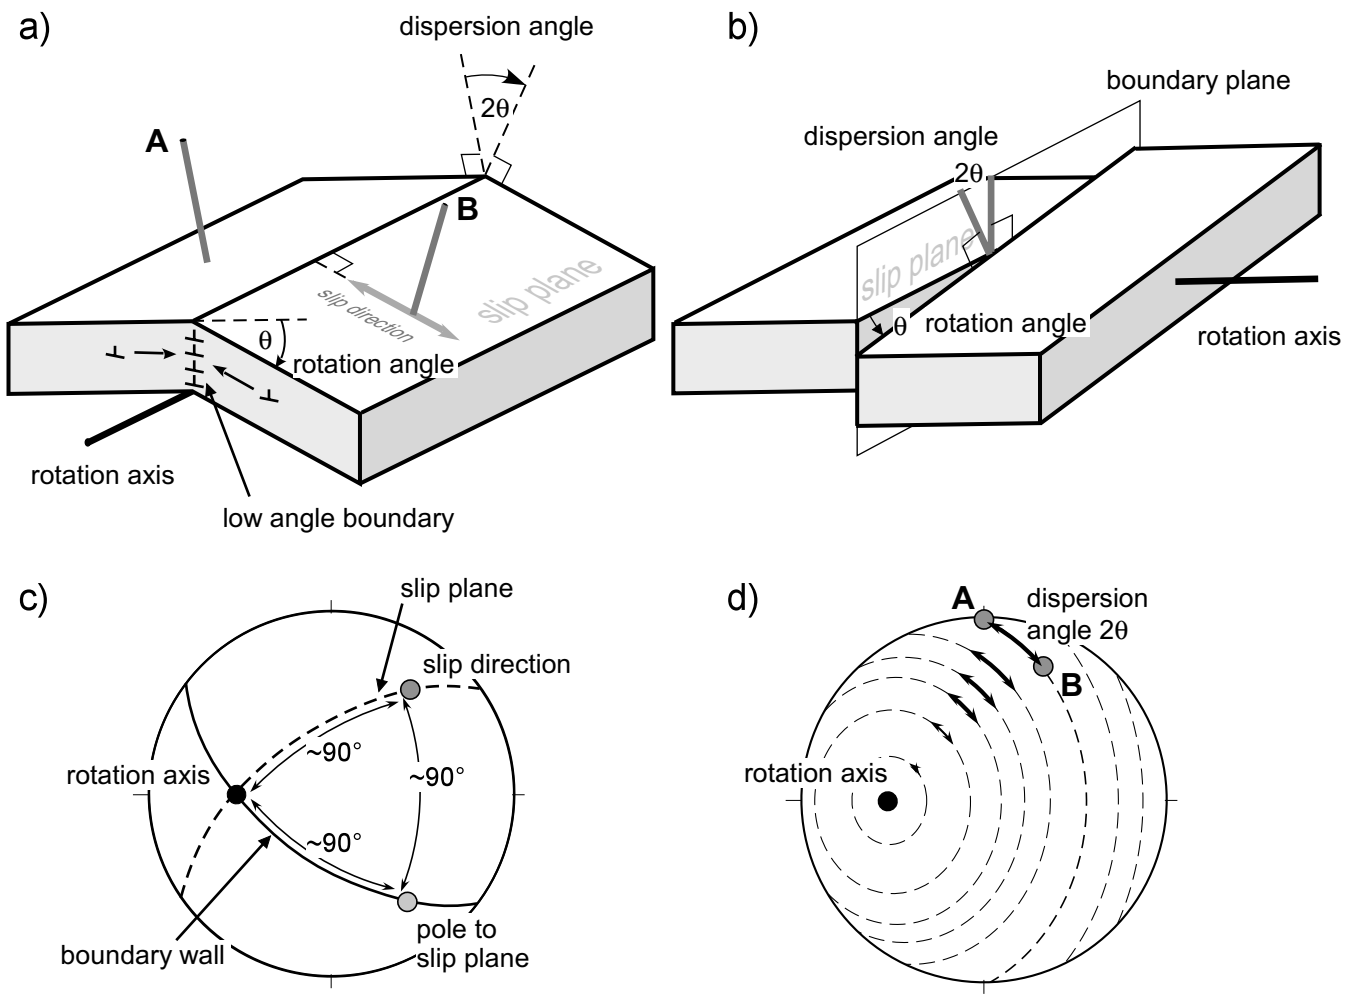 a)
dispersion angle
2θ
A
B
slip direction
slip plane
θ
rotation angle
rotation axis
low angle boundary
b)
boundary plane
dispersion angle
2θ
slip plane
θ
rotation angle
rotation axis
c)
slip plane
slip direction
~90°
~90°
rotation axis
~90°
boundary wall
pole to
slip plane
d)
A
dispersion
angle 2θ
B
rotation axis